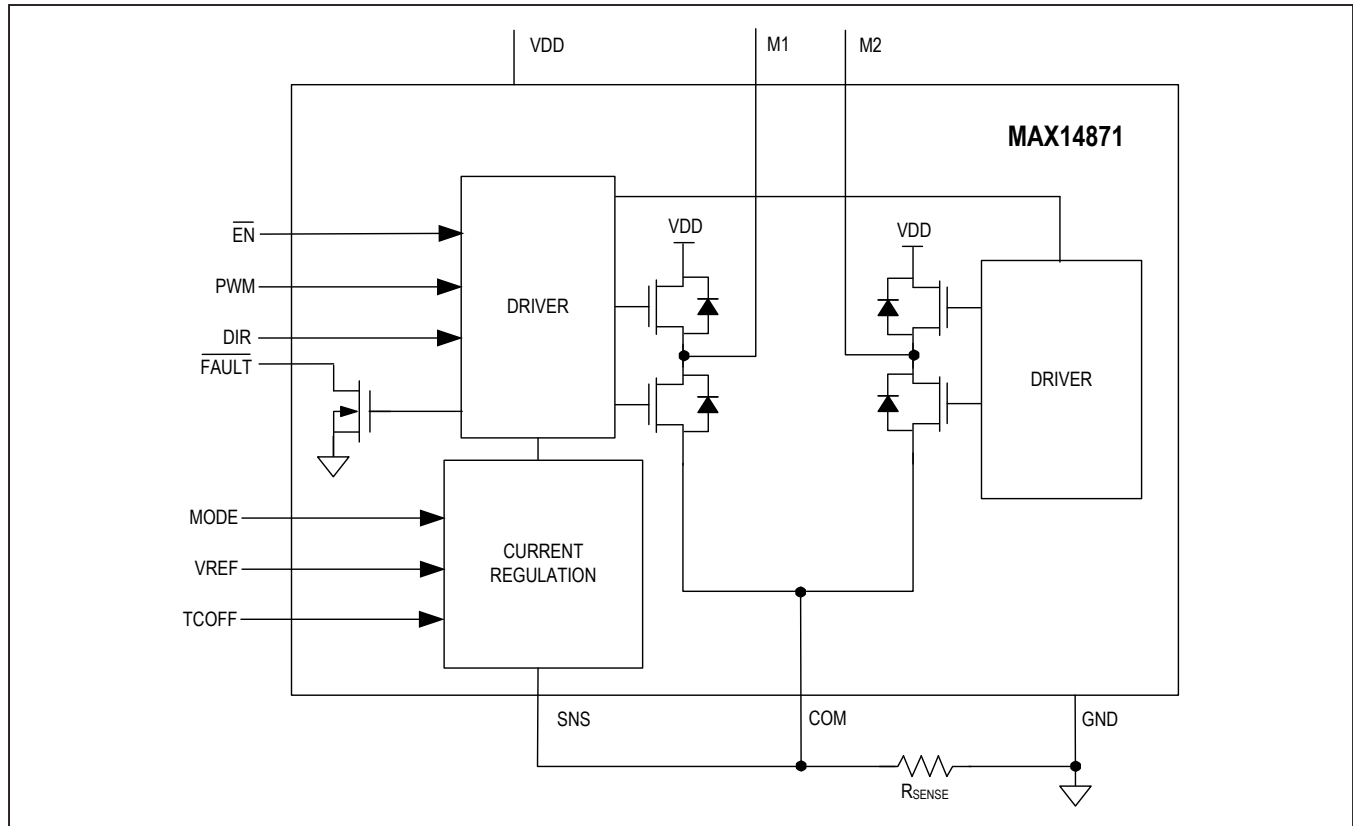 VDD
M1
M2
MAX14871
EN
PWM
DIR
FAULT
DRIVER
VDD
VDD
DRIVER
MODE
VREF
TCOFF
CURRENT
REGULATION
SNS
COM
GND
RSENSE